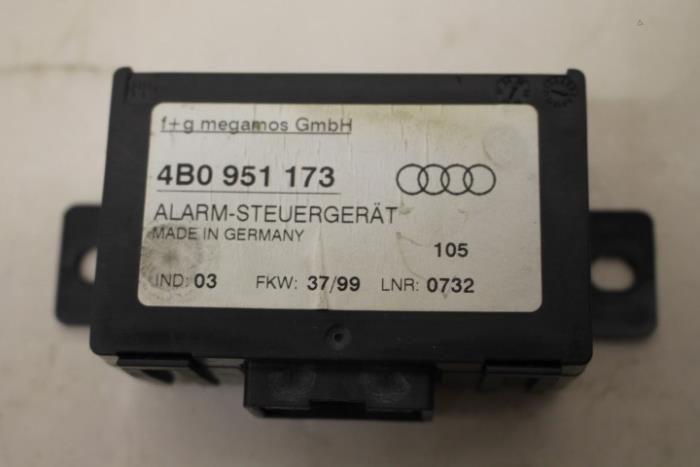 f+g megamos GmbH
4B0 951 173
ALARM-STEUERGERÄT
MADE IN GERMANY
105
IND: 03 FKW: 37/99 LNR: 0732